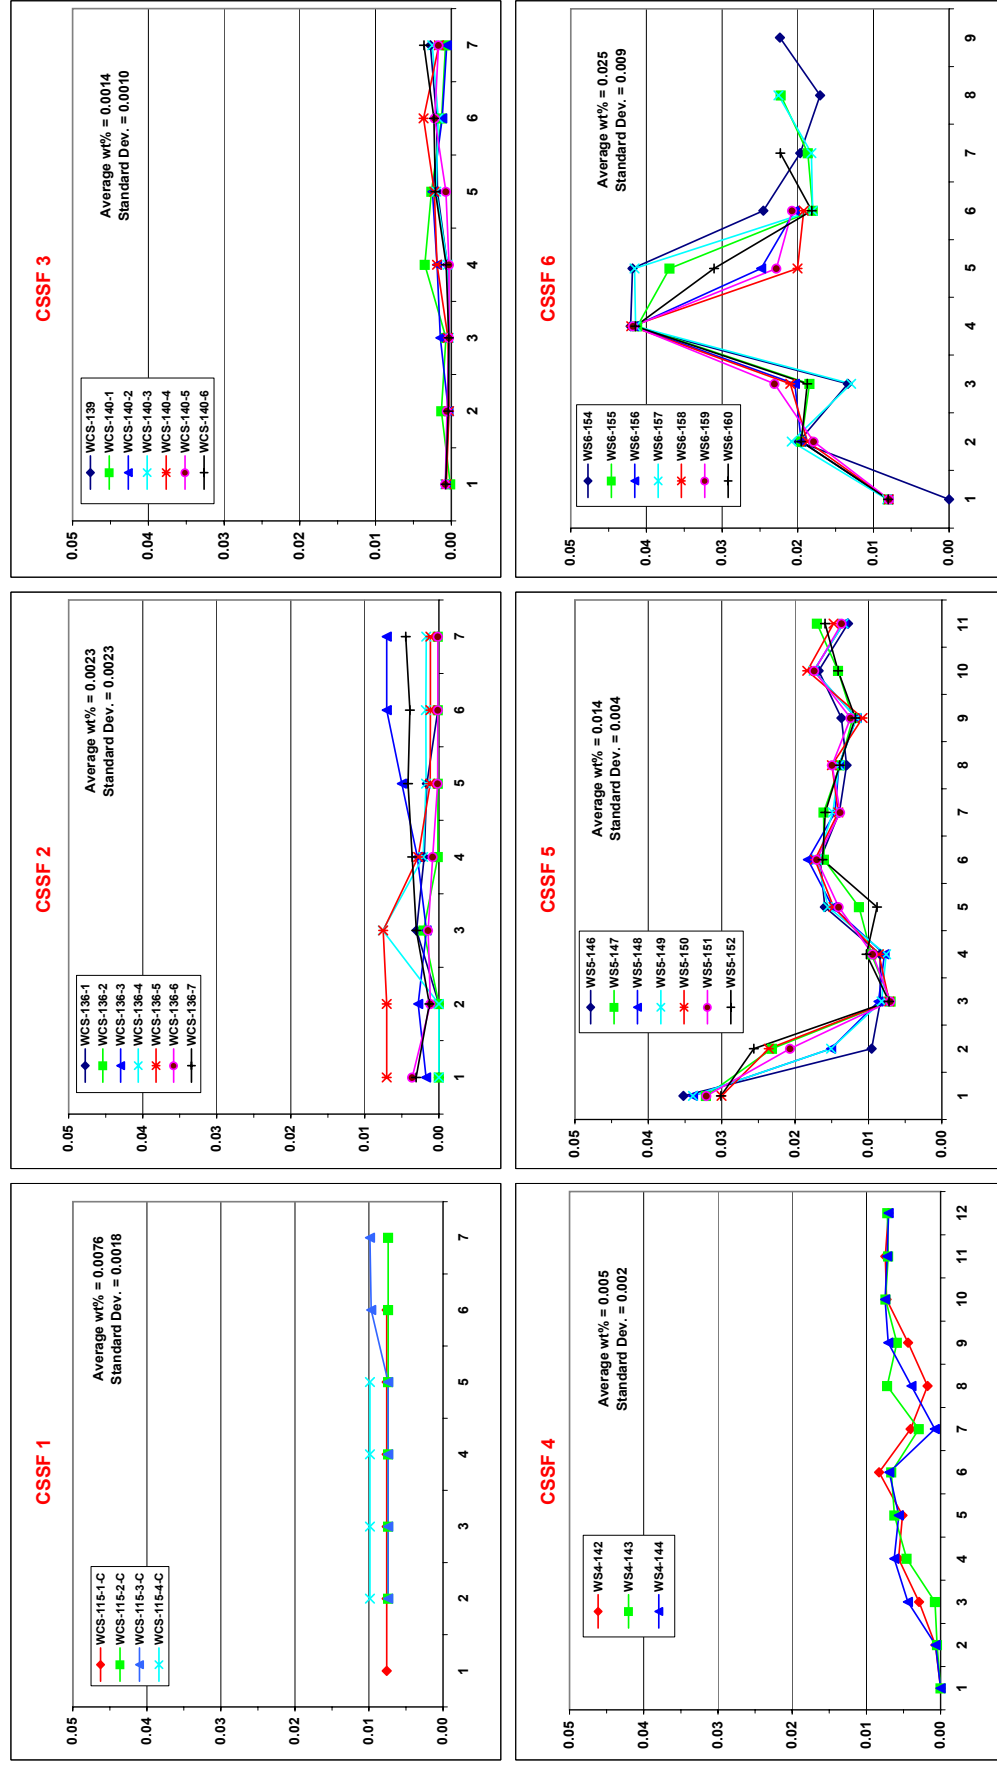 CSSF 1
Average wt% = 0.0076
Standard Dev. = 0.0018
WCS-115-1-C
WCS-115-2-C
WCS-115-3-C
WCS-115-4-C
0.05
0.04
0.03
0.02
0.01
0.00
1 2 3 4 5 6 7
CSSF 2
Average wt% = 0.0023
Standard Dev. = 0.0023
WCS-136-1
WCS-136-2
WCS-136-3
WCS-136-4
WCS-136-5
WCS-136-6
WCS-136-7
0.05
0.04
0.03
0.02
0.01
0.00
1 2 3 4 5 6 7
CSSF 3
Average wt% = 0.0014
Standard Dev. = 0.0010
WCS-139
WCS-140-1
WCS-140-2
WCS-140-3
WCS-140-4
WCS-140-5
WCS-140-6
0.05
0.04
0.03
0.02
0.01
0.00
1 2 3 4 5 6 7
CSSF 4
Average wt% = 0.005
Standard Dev. = 0.002
WS4-142
WS4-143
WS4-144
0.05
0.04
0.03
0.02
0.01
0.00
1 2 3 4 5 6 7 8 9 10 11 12
CSSF 5
Average wt% = 0.014
Standard Dev. = 0.004
WS5-146
WS5-147
WS5-148
WS5-149
WS5-150
WS5-151
WS5-152
0.05
0.04
0.03
0.02
0.01
0.00
1 2 3 4 5 6 7 8 9 10 11
CSSF 6
Average wt% = 0.025
Standard Dev. = 0.009
WS6-154
WS6-155
WS6-156
WS6-157
WS6-158
WS6-159
WS6-160
0.05
0.04
0.03
0.02
0.01
0.00
1 2 3 4 5 6 7 8 9